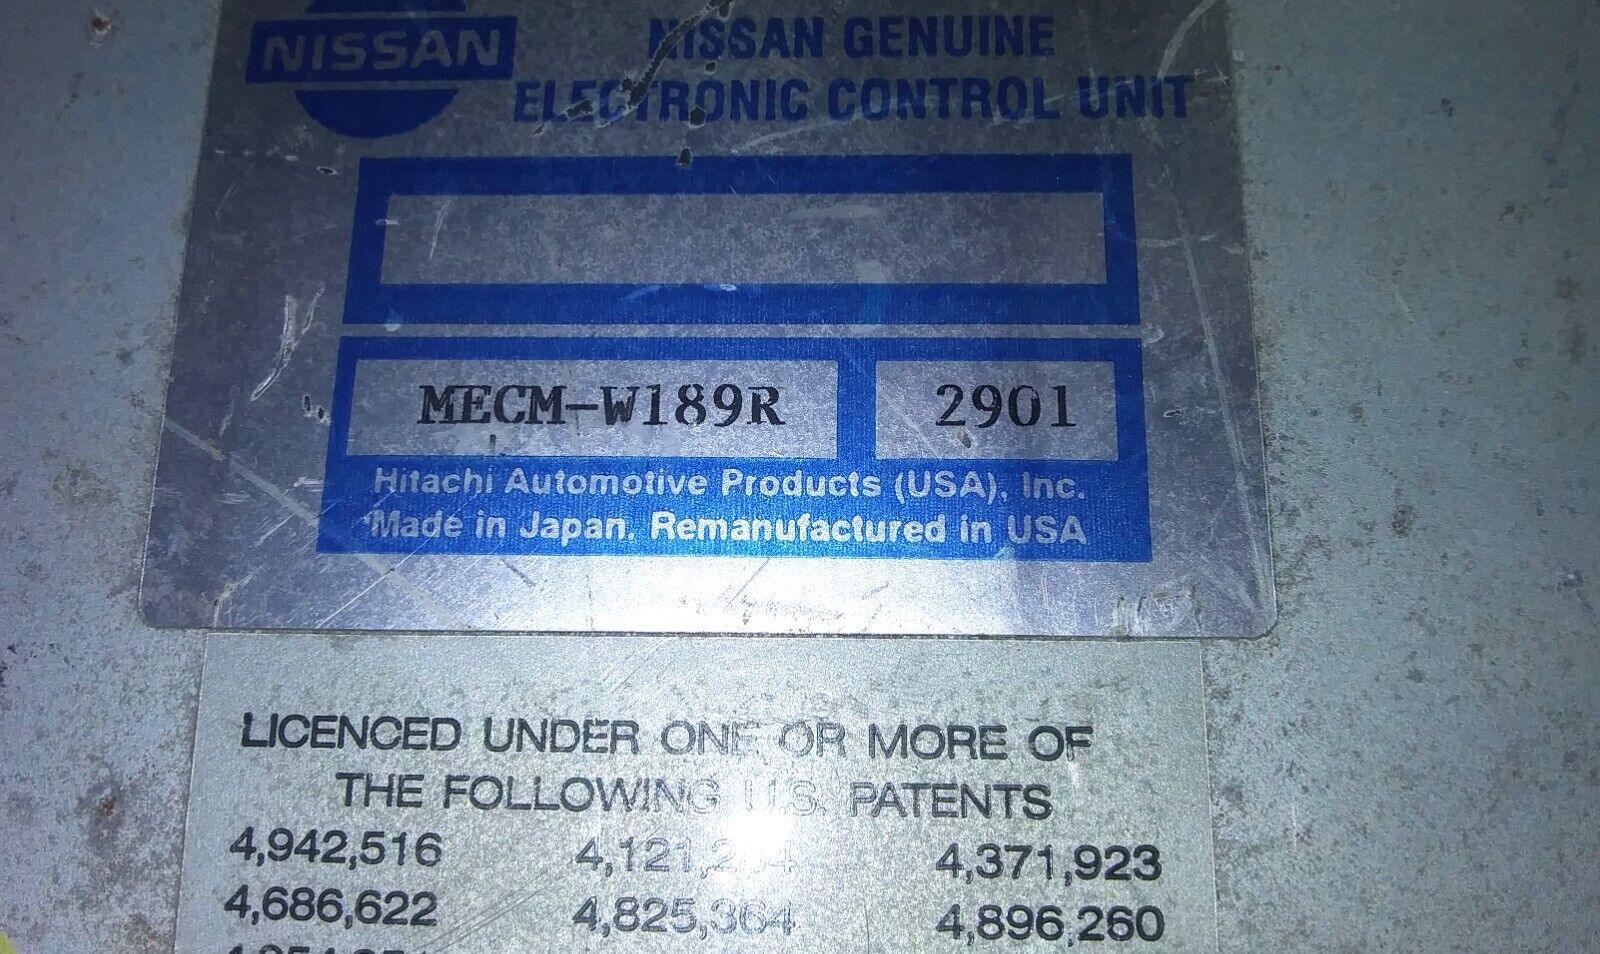 NISSAN
NISSAN GENUINE
ELECTRONIC CONTROL UNIT
MECM-W189R 2901
Hitachi Automotive Products (USA), Inc.
Made in Japan. Remanufactured in USA
LICENCED UNDER ONE OR MORE OF
THE FOLLOWING U.S. PATENTS
4,942,516 4,371,923
4,686,622 4,825,364 4,896,260